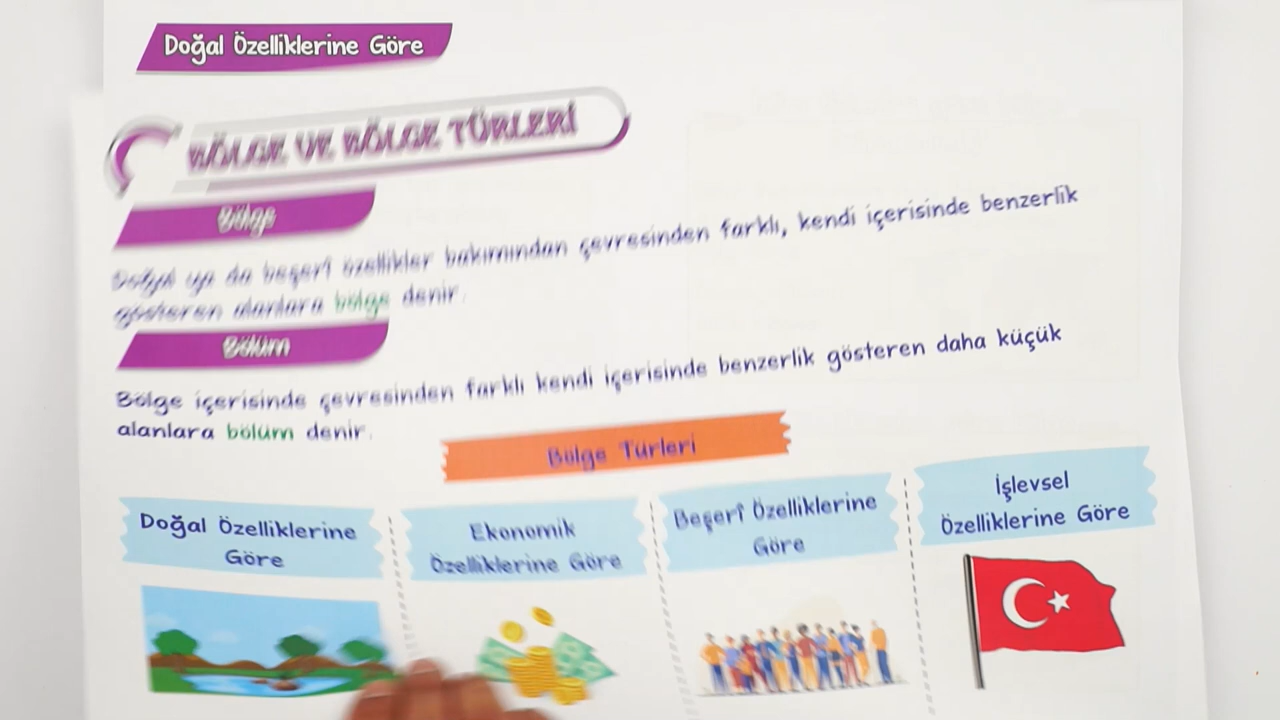 Doğal Özelliklerine Göre
BÖLGE VE BÖLGE TÜRLERİ
Bölge
Doğal ya da beşerî özellikler bakımından çevresinden farklı, kendi içerisinde benzerlik
gösteren alanlara bölge denir.
Bölüm
Bölge içerisinde çevresinden farklı kendi içerisinde benzerlik gösteren daha küçük
alanlara bölüm denir.
Bölge Türleri
Doğal Özelliklerine
Göre
Ekonomik
Özelliklerine Göre
Beşerî Özelliklerine
Göre
İşlevsel
Özelliklerine Göre